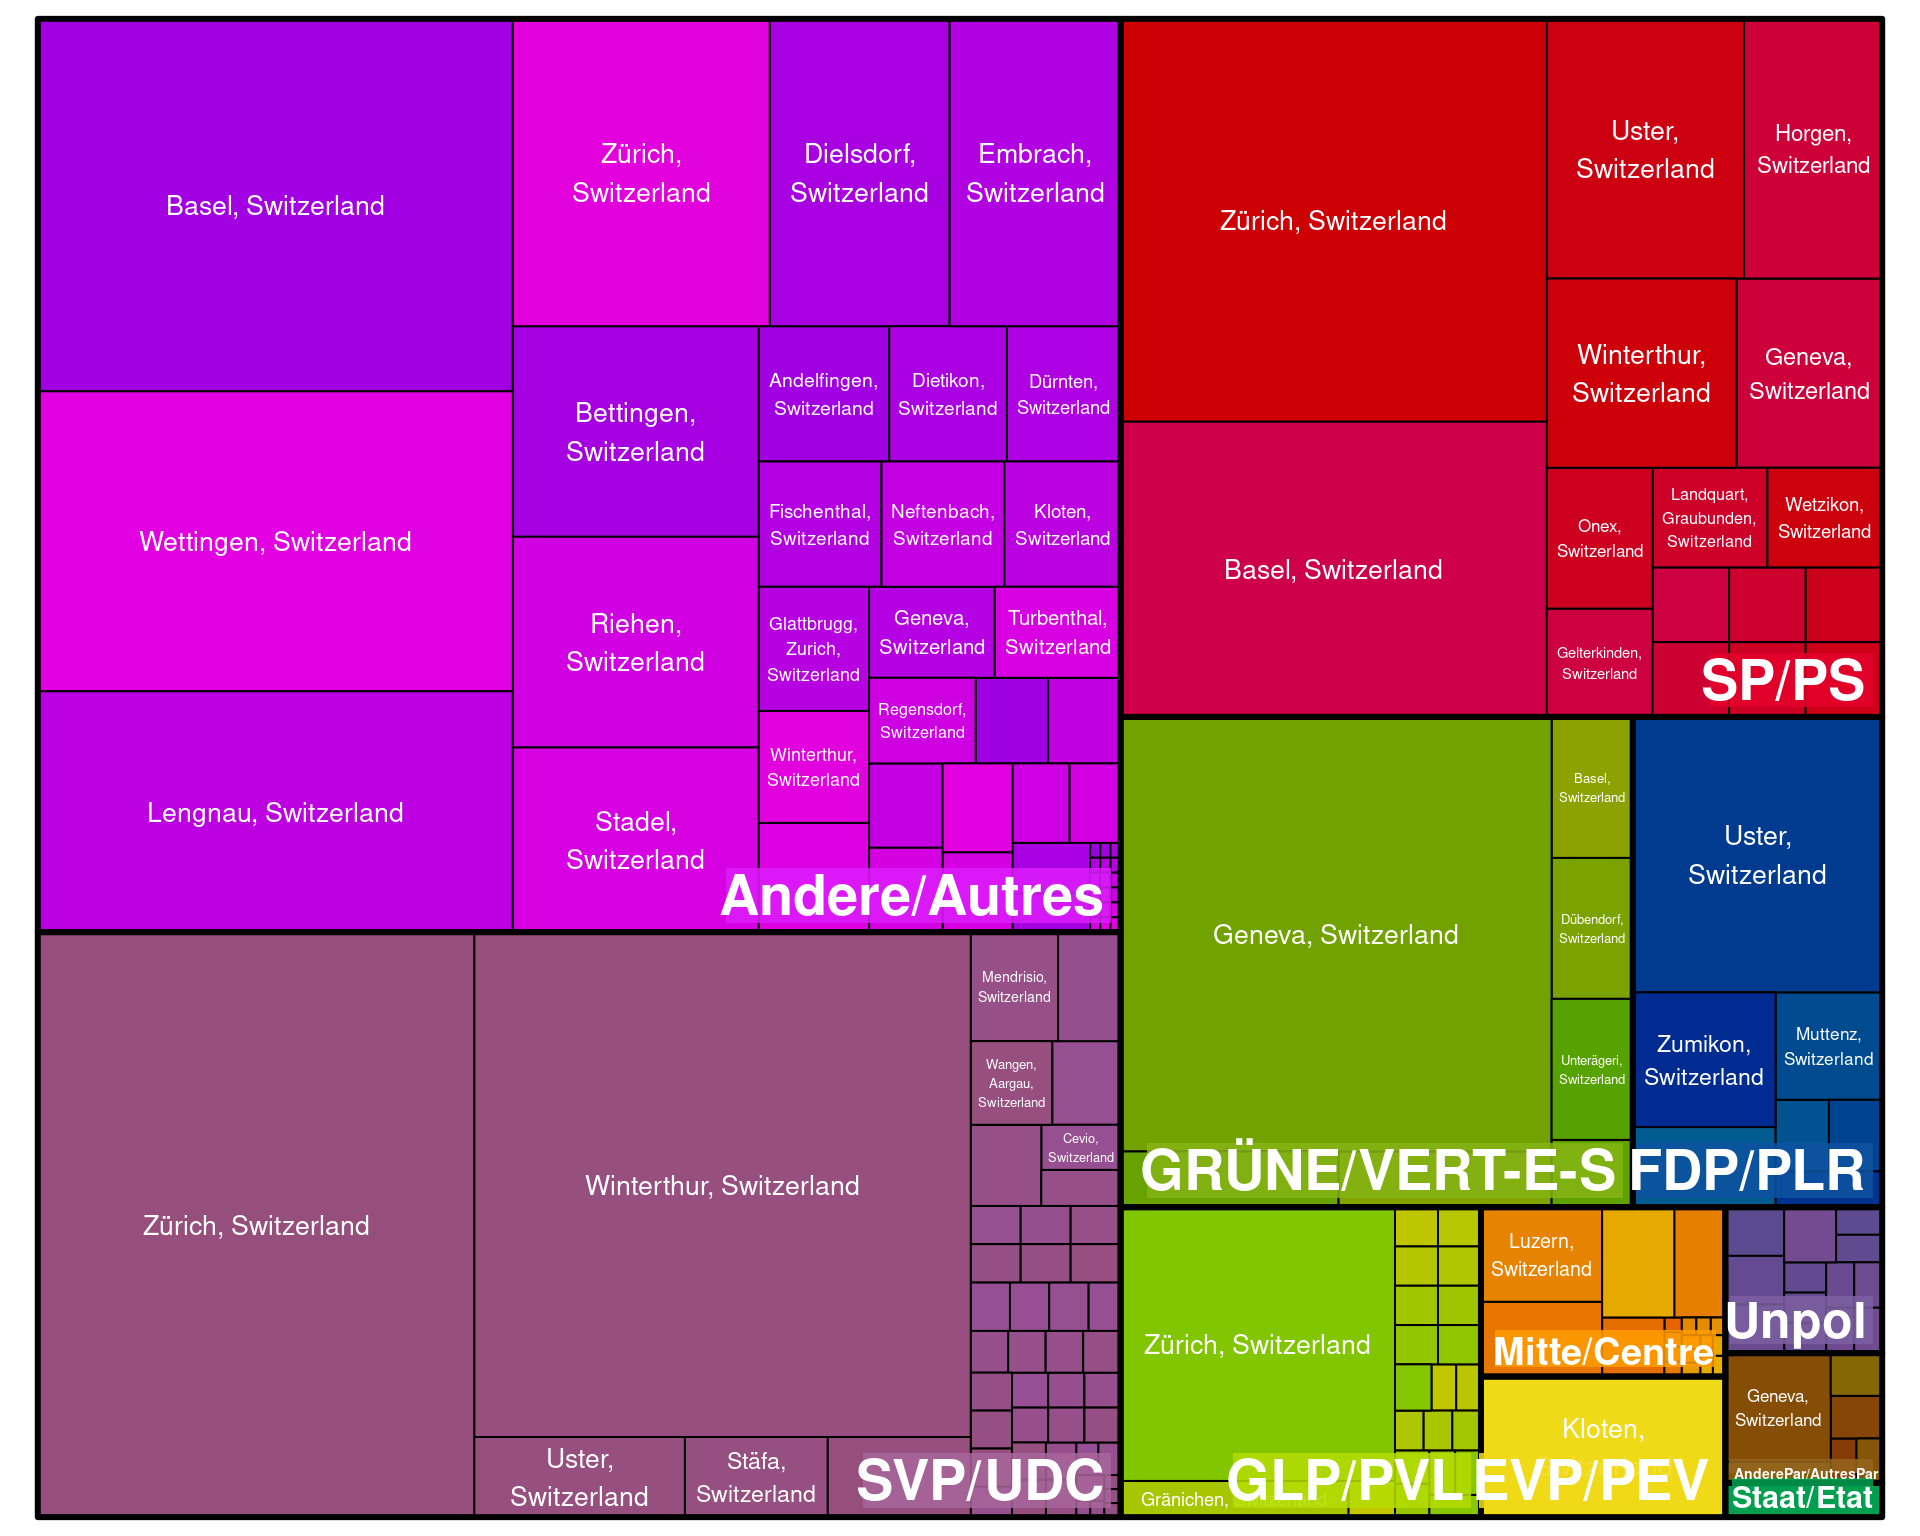 Basel, Switzerland
Wettingen, Switzerland
Lengnau, Switzerland
Zürich,
Switzerland
Dielsdorf,
Switzerland
Embrach,
Switzerland
Bettingen,
Switzerland
Riehen,
Switzerland
Stadel,
Switzerland
Andelfingen,
Switzerland
Dietikon,
Switzerland
Dürnten,
Switzerland
Fischenthal,
Switzerland
Neftenbach,
Switzerland
Kloten,
Switzerland
Glattbrugg,
Zurich,
Switzerland
Geneva,
Switzerland
Turbenthal,
Switzerland
Regensdorf,
Switzerland
Winterthur,
Switzerland
Andere/Autres
Zürich, Switzerland
Basel, Switzerland
Uster,
Switzerland
Horgen,
Switzerland
Winterthur,
Switzerland
Geneva,
Switzerland
Onex,
Switzerland
Landquart,
Graubunden,
Switzerland
Wetzikon,
Switzerland
Gelterkinden,
Switzerland
SP/PS
Zürich, Switzerland
Winterthur, Switzerland
Uster,
Switzerland
Stäfa,
Switzerland
Mendrisio,
Switzerland
Wangen,
Aargau,
Switzerland
Cevio,
Switzerland
SVP/UDC
Geneva, Switzerland
Basel,
Switzerland
Dübendorf,
Switzerland
Unterägeri,
Switzerland
GRÜNE/VERT-E-S
Uster,
Switzerland
Zumikon,
Switzerland
Muttenz,
Switzerland
FDP/PLR
Zürich, Switzerland
Gränichen, Switzerland
GLP/PVL
Luzern,
Switzerland
Mitte/Centre
Kloten,
EVP/PEV
Unpol
Geneva,
Switzerland
AnderePar/AutresPar
Staat/Etat